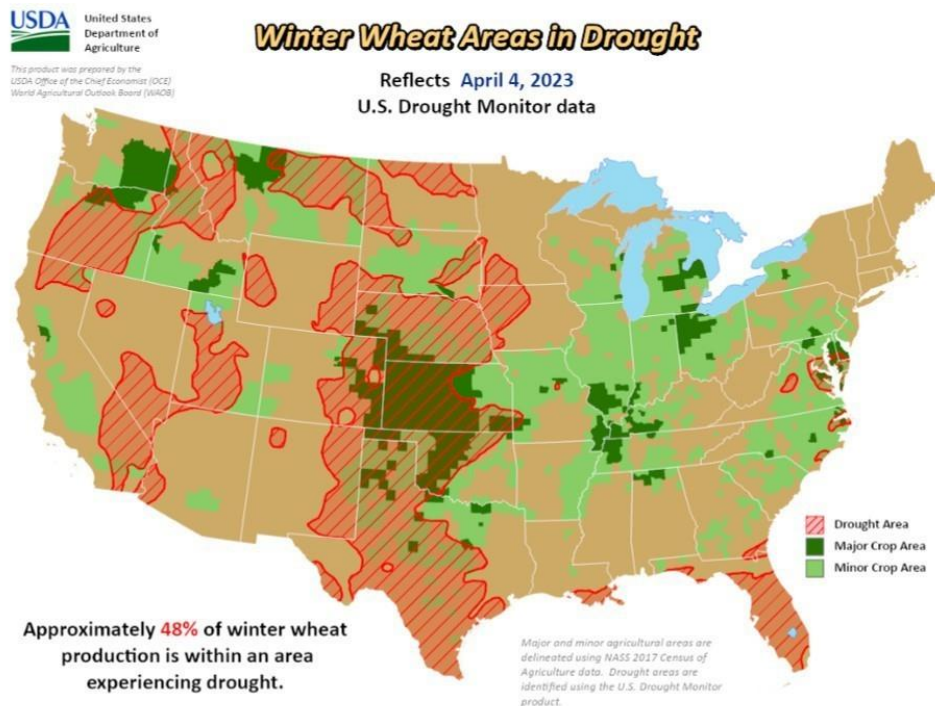 USDA
United States
Department of
Agriculture
This product was prepared by the
USDA Office of the Chief Economist (OCE)
World Agricultural Outlook Board (WAOB)
Winter Wheat Areas in Drought
Reflects April 4, 2023
U.S. Drought Monitor data
Drought Area
Major Crop Area
Minor Crop Area
Approximately 48% of winter wheat
production is within an area
experiencing drought.
Major and minor agricultural areas are
delineated using NASS 2017 Census of
Agriculture data. Drought areas are
identified using the U.S. Drought Monitor
product.